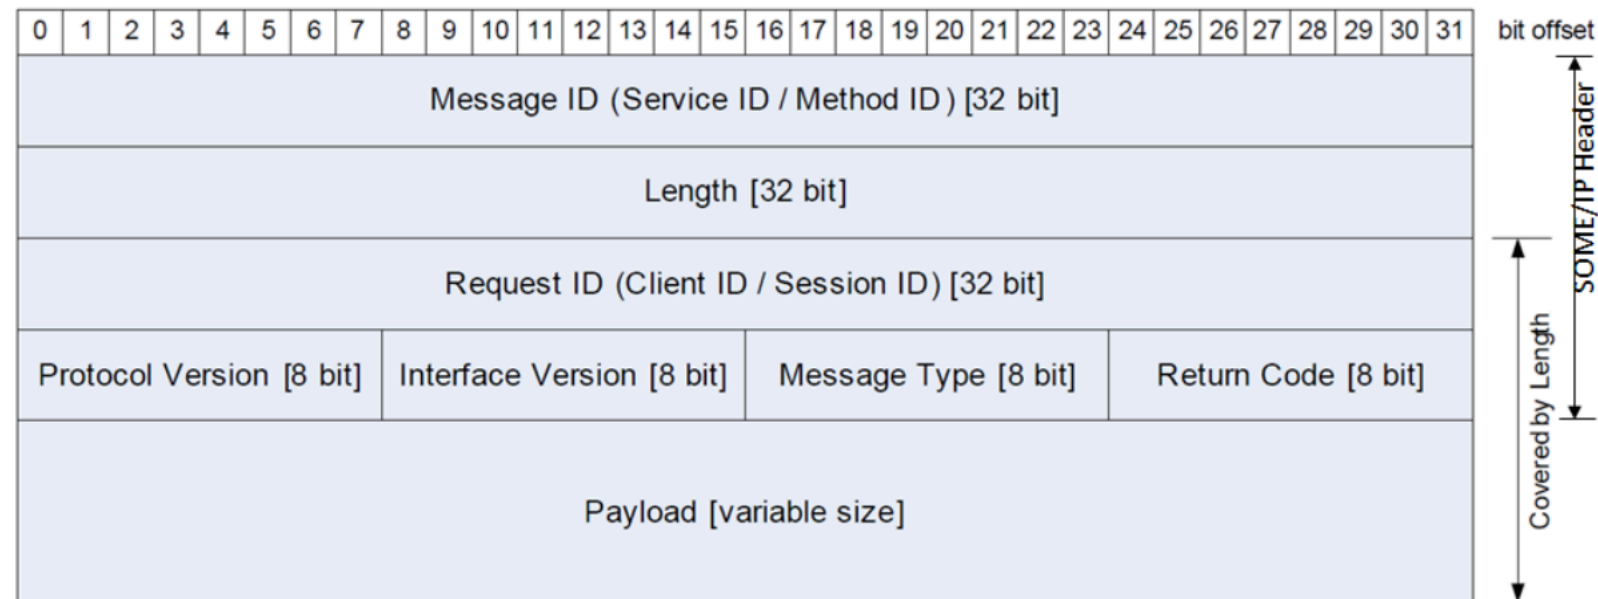 0 1 2 3 4 5 6 7 8 9 10 11 12 13 14 15 16 17 18 19 20 21 22 23 24 25 26 27 28 29 30 31 bit offset
Message ID (Service ID / Method ID) [32 bit]
Length [32 bit]
Request ID (Client ID / Session ID) [32 bit]
Protocol Version [8 bit] Interface Version [8 bit] Message Type [8 bit] Return Code [8 bit]
Payload [variable size]
SOME/IP Header
Covered by Length